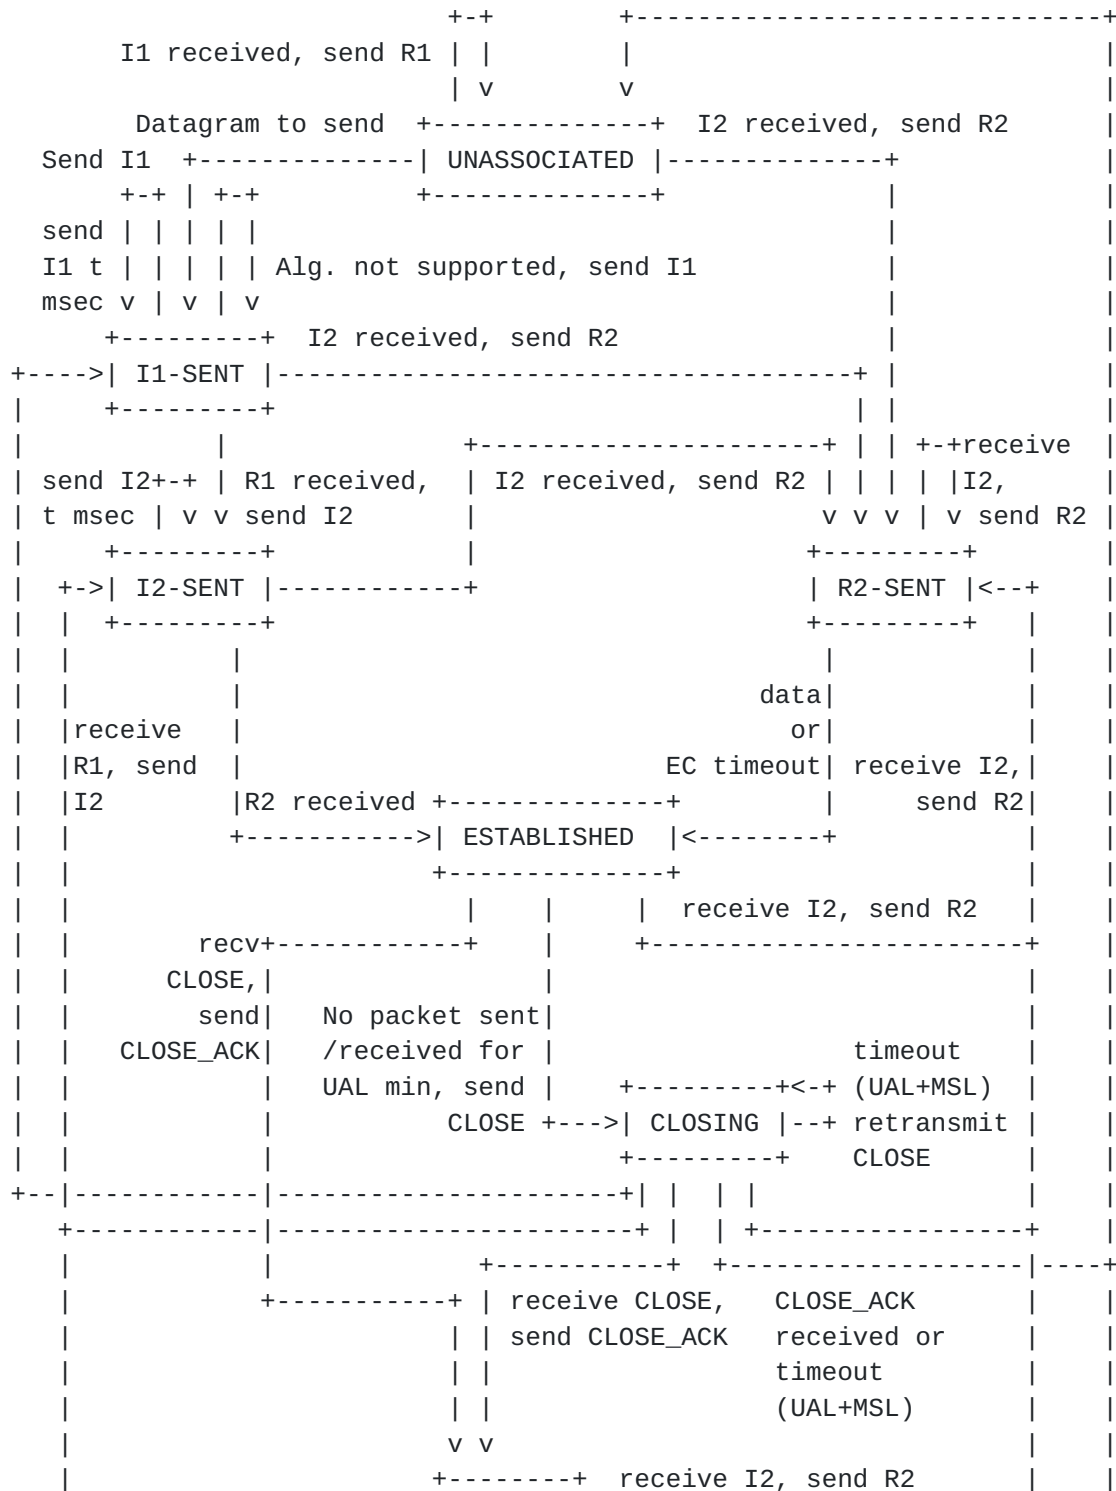 +-+        +------------------------------+
       I1 received, send R1 | |        |                              |
                            | v        v                              |
        Datagram to send  +--------------+  I2 received, send R2      |
  Send I1  +--------------| UNASSOCIATED |--------------+             |
       +-+ | +-+          +--------------+              |             |
  send | | | | |                                        |             |
  I1 t | | | | | Alg. not supported, send I1            |             |
  msec v | v | v                                        |             |
      +---------+  I2 received, send R2                 |             |
+---->| I1-SENT |-------------------------------------+ |             |
|     +---------+                                     | |             |
|            |               +----------------------+ | | +-+receive  |
| send I2+-+ | R1 received,  | I2 received, send R2 | | | | |I2,      |
| t msec | v v send I2       |                      v v v | v send R2 |
|     +---------+            |                     +---------+        |
|  +->| I2-SENT |------------+                     | R2-SENT |<--+    |
|  |  +---------+                                  +---------+   |    |
|  |          |                                     |            |    |
|  |          |                                 data|            |    |
|  |receive   |                                   or|            |    |
|  |R1, send  |                           EC timeout| receive I2,|    |
|  |I2        |R2 received +--------------+         |     send R2|    |
|  |          +----------->| ESTABLISHED  |<--------+            |    |
|  |                       +--------------+                      |    |
|  |                         |    |     |  receive I2, send R2   |    |
|  |        recv+------------+    |     +------------------------+    |
|  |      CLOSE,|                 |                              |    |
|  |        send|   No packet sent|                              |    |
|  |   CLOSE_ACK|   /received for |                   timeout    |    |
|  |            |   UAL min, send |    +---------+<-+ (UAL+MSL)  |    |
|  |            |           CLOSE +--->| CLOSING |--+ retransmit |    |
|  |            |                      +---------+    CLOSE      |    |
+--|------------|----------------------+| |  | |                 |    |
   +------------|------------------------+ |  | +-----------------+    |
   |            |             +-----------+  +-------------------|----+
   |            +-----------+ | receive CLOSE,   CLOSE_ACK       |    |
   |                        | | send CLOSE_ACK   received or     |    |
   |                        | |                  timeout         |    |
   |                        | |                  (UAL+MSL)       |    |
   |                        v v                                  |    |
   |                       +--------+  receive I2, send R2       |    |